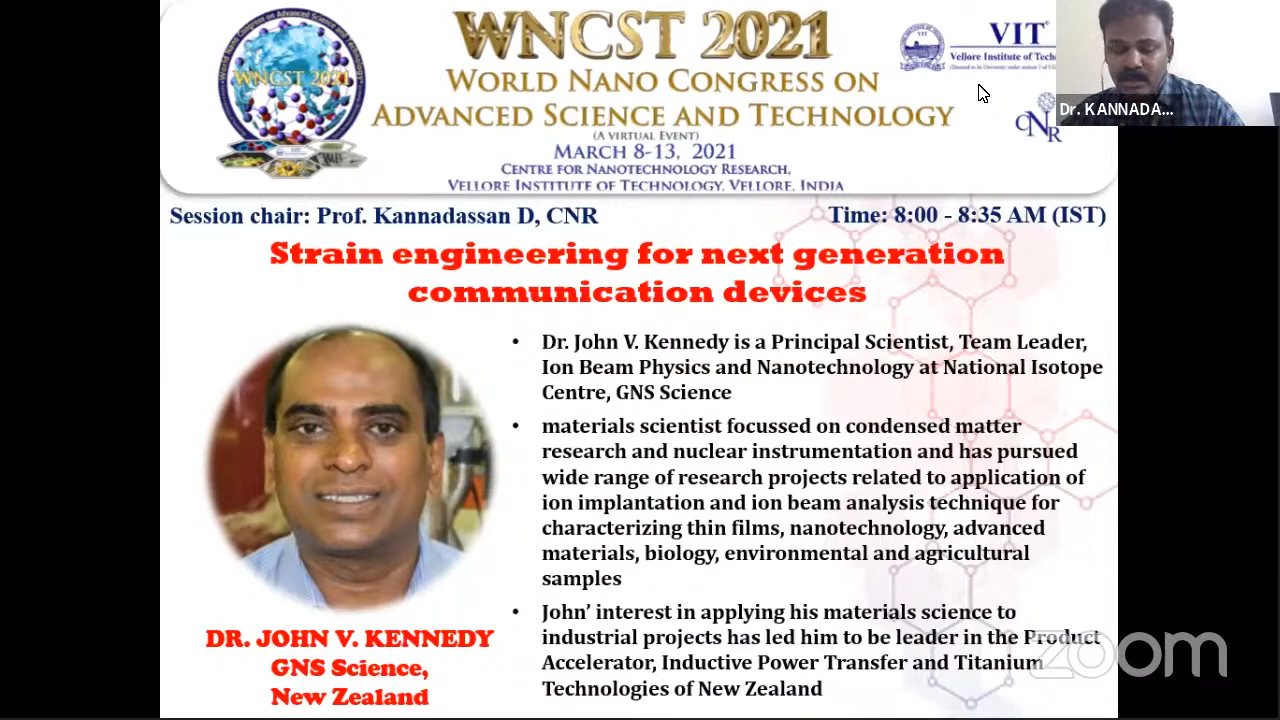 WNCST 2021
WNCST 2021
WORLD NANO CONGRESS ON
ADVANCED SCIENCE AND TECHNOLOGY
(A VIRTUAL EVENT)
MARCH 8-13, 2021
CENTRE FOR NANOTECHNOLOGY RESEARCH,
VELLORE INSTITUTE OF TECHNOLOGY, VELLORE, INDIA
VIT
Vellore Institute of Tech
CNR
Dr. KANNADA...
Session chair: Prof. Kannadassan D, CNR
Time: 8:00 - 8:35 AM (IST)
Strain engineering for next generation
communication devices
• Dr. John V. Kennedy is a Principal Scientist, Team Leader,
Ion Beam Physics and Nanotechnology at National Isotope
Centre, GNS Science
• materials scientist focussed on condensed matter
research and nuclear instrumentation and has pursued
wide range of research projects related to application of
ion implantation and ion beam analysis technique for
characterizing thin films, nanotechnology, advanced
materials, biology, environmental and agricultural
samples
• John’ interest in applying his materials science to
industrial projects has led him to be leader in the Product
Accelerator, Inductive Power Transfer and Titanium
Technologies of New Zealand
DR. JOHN V. KENNEDY
GNS Science,
New Zealand
zoom